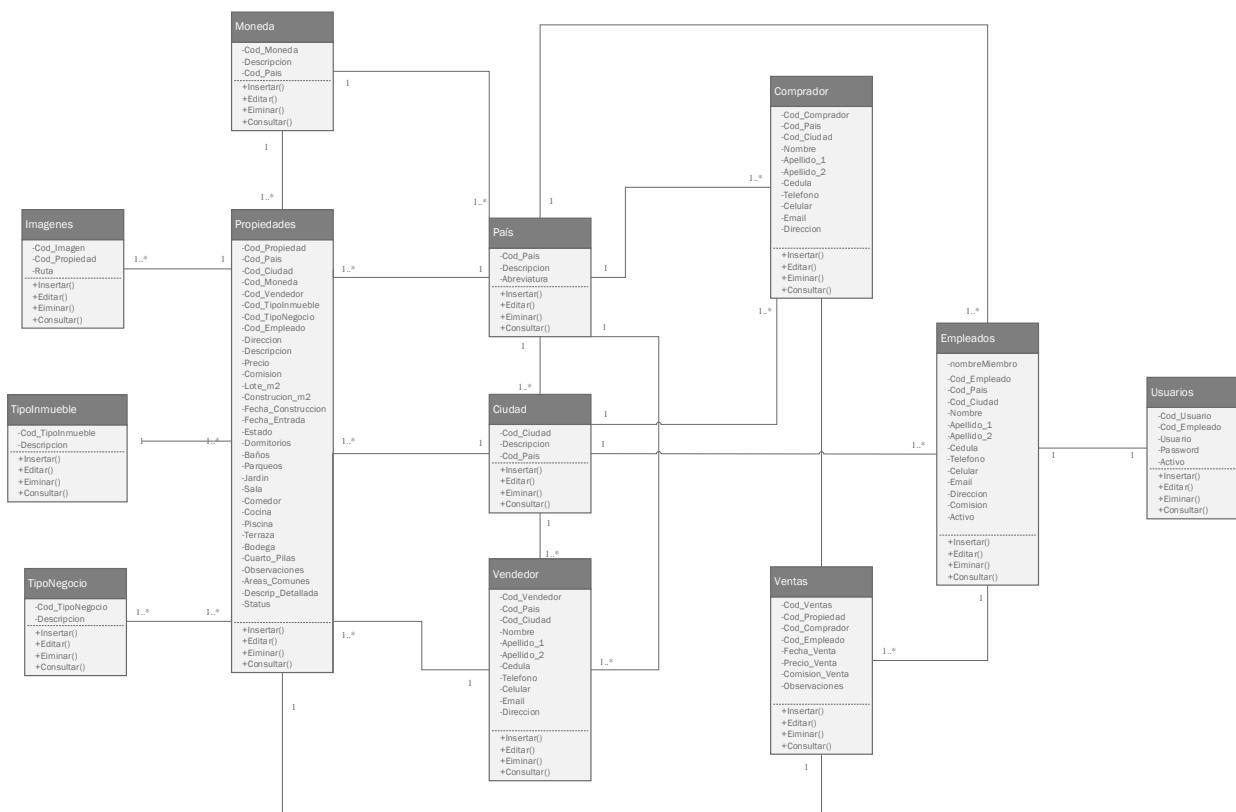 Moneda
-Cod_Moneda
-Descripcion
-Cod_Pais
+Insertar()
+Editar()
+Eiminar()
+Consultar()
1
1
1..*
1..*
1
1..*
Imagenes
-Cod_Imagen
-Cod_Propiedad
-Ruta
+Insertar()
+Editar()
+Eiminar()
+Consultar()
1..*
1
Propiedades
-Cod_Propiedad
-Cod_Pais
-Cod_Ciudad
-Cod_Moneda
-Cod_Vendedor
-Cod_TipoInmueble
-Cod_TipoNegocio
-Cod_Empleado
-Direccion
-Descripcion
-Precio
-Comision
-Lote_m2
-Construcion_m2
-Fecha_Construccion
-Fecha_Entrada
-Estado
-Dormitorios
-Baños
-Parqueos
-Jardin
-Sala
-Comedor
-Cocina
-Piscina
-Terraza
-Bodega
-Cuarto_Pilas
-Observaciones
-Areas_Comunes
-Descrip_Detallada
-Status
+Insertar()
+Editar()
+Eiminar()
+Consultar()
1
1..*
1
1..*
1
1..*
1
TipoInmueble
-Cod_TipoInmueble
-Descripcion
+Insertar()
+Editar()
+Eiminar()
+Consultar()
1
1..*
TipoNegocio
-Cod_TipoNegocio
-Descripcion
+Insertar()
+Editar()
+Eiminar()
+Consultar()
1..*
1..*
País
-Cod_Pais
-Descripcion
-Abreviatura
+Insertar()
+Editar()
+Eiminar()
+Consultar()
1
1
1
1..*
Ciudad
-Cod_Ciudad
-Descripcion
-Cod_Pais
+Insertar()
+Editar()
+Eiminar()
+Consultar()
1
1
1
1..*
Vendedor
-Cod_Vendedor
-Cod_Pais
-Cod_Ciudad
-Nombre
-Apellido_1
-Apellido_2
-Cedula
-Telefono
-Celular
-Email
-Direccion
+Insertar()
+Editar()
+Eiminar()
+Consultar()
1..*
Comprador
-Cod_Comprador
-Cod_Pais
-Cod_Ciudad
-Nombre
-Apellido_1
-Apellido_2
-Cedula
-Telefono
-Celular
-Email
-Direccion
+Insertar()
+Editar()
+Eiminar()
+Consultar()
1..*
1..*
Empleados
-nombreMiembro
-Cod_Empleado
-Cod_Pais
-Cod_Ciudad
-Nombre
-Apellido_1
-Apellido_2
-Cedula
-Telefono
-Celular
-Email
-Direccion
-Comision
-Activo
+Insertar()
+Editar()
+Eiminar()
+Consultar()
1..*
1
1
1
Usuarios
-Cod_Usuario
-Cod_Empleado
-Usuario
-Password
-Activo
+Insertar()
+Editar()
+Eiminar()
+Consultar()
Ventas
-Cod_Ventas
-Cod_Propiedad
-Cod_Comprador
-Cod_Empleado
-Fecha_Venta
-Precio_Venta
-Comision_Venta
-Observaciones
+Insertar()
+Editar()
+Eiminar()
+Consultar()
1..*
1